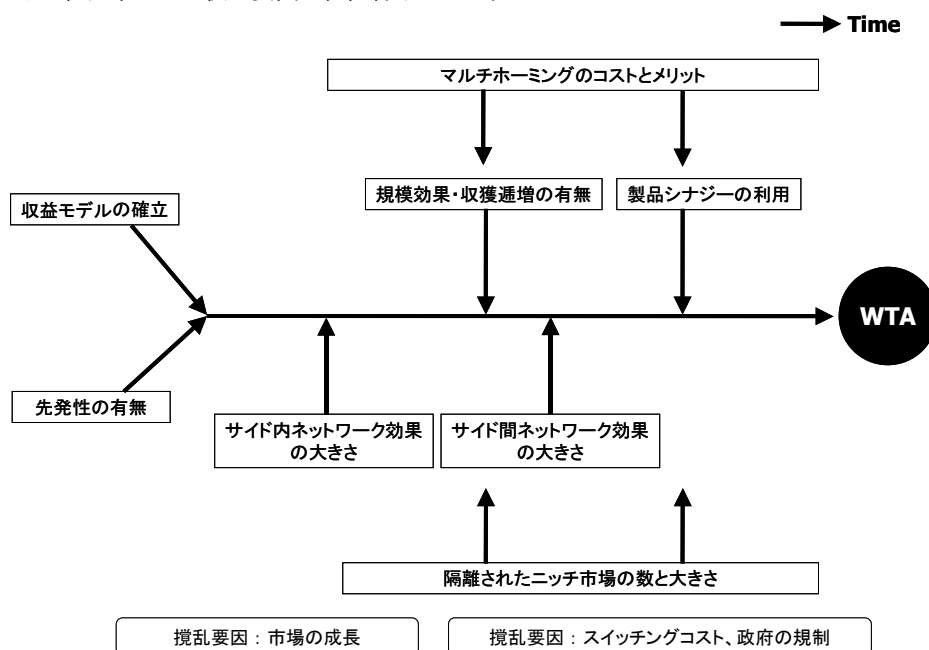 Time
マルチホーミングのコストとメリット
規模効果・収獲逓増の有無
製品シナジーの利用
収益モデルの確立
WTA
先発性の有無
サイド内ネットワーク効果
の大きさ
サイド間ネットワーク効果
の大きさ
隔離されたニッチ市場の数と大きさ
撹乱要因：市場の成長
撹乱要因：スイッチングコスト、政府の規制